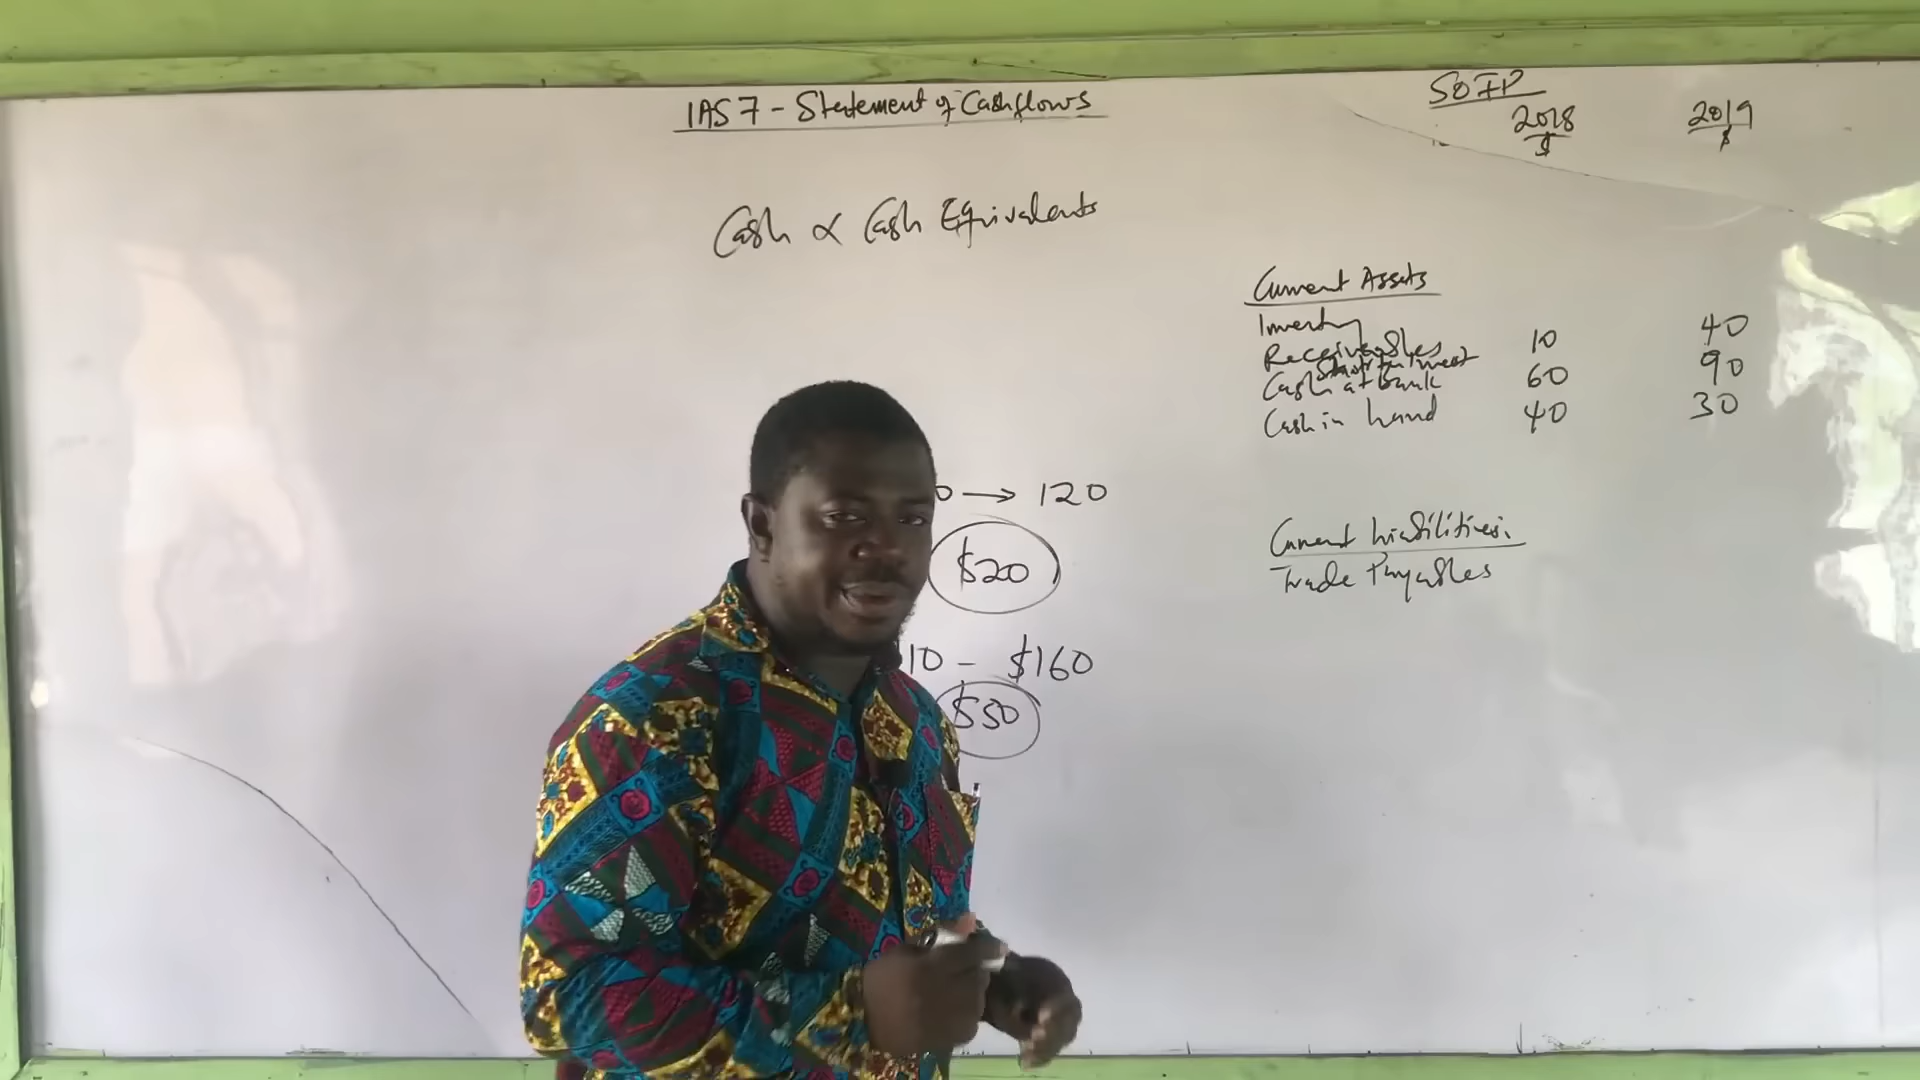 IAS 7 - Statement of Cashflows
SOFP
2018 2019
$ $
Cash & Cash Equivalents
Current Assets
Inventory
Receivables
Short term invest 10 40
Cash at bank 60 90
Cash in hand 40 30
0 → 120
$20
Current Liabilities:
Trade Payables
10 - $160
$50